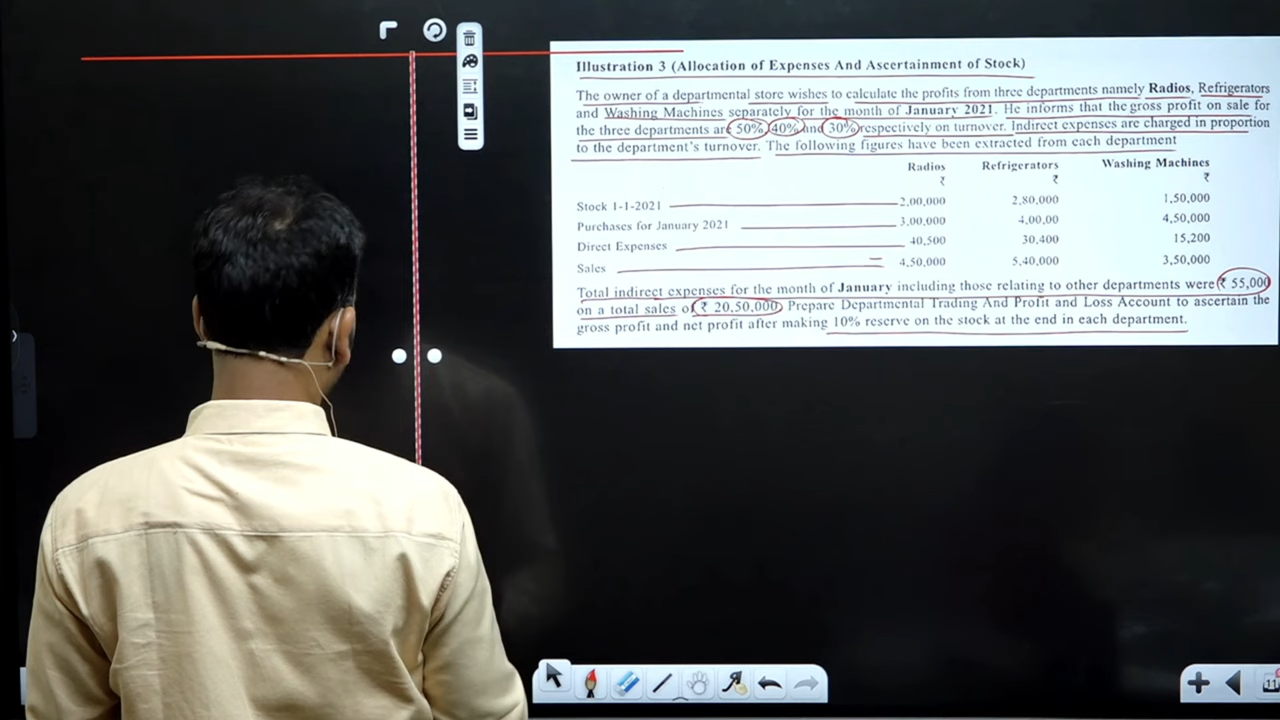 Illustration 3 (Allocation of Expenses And Ascertainment of Stock)
The owner of a departmental store wishes to calculate the profits from three departments namely Radios, Refrigerators
and Washing Machines separately for the month of January 2021. He informs that the gross profit on sale for
the three departments are 50% 40% and 30% respectively on turnover. Indirect expenses are charged in proportion
to the department's turnover. The following figures have been extracted from each department
Radios Refrigerators Washing Machines
₹ ₹ ₹
Stock 1-1-2021 2,00,000 2,80,000 1,50,000
Purchases for January 2021 3,00,000 4,00,00 4,50,000
Direct Expenses 40,500 30,400 15,200
Sales 4,50,000 5,40,000 3,50,000
Total indirect expenses for the month of January including those relating to other departments were ₹ 55,000
on a total sales of ₹ 20,50,000 Prepare Departmental Trading And Profit and Loss Account to ascertain the
gross profit and net profit after making 10% reserve on the stock at the end in each department.